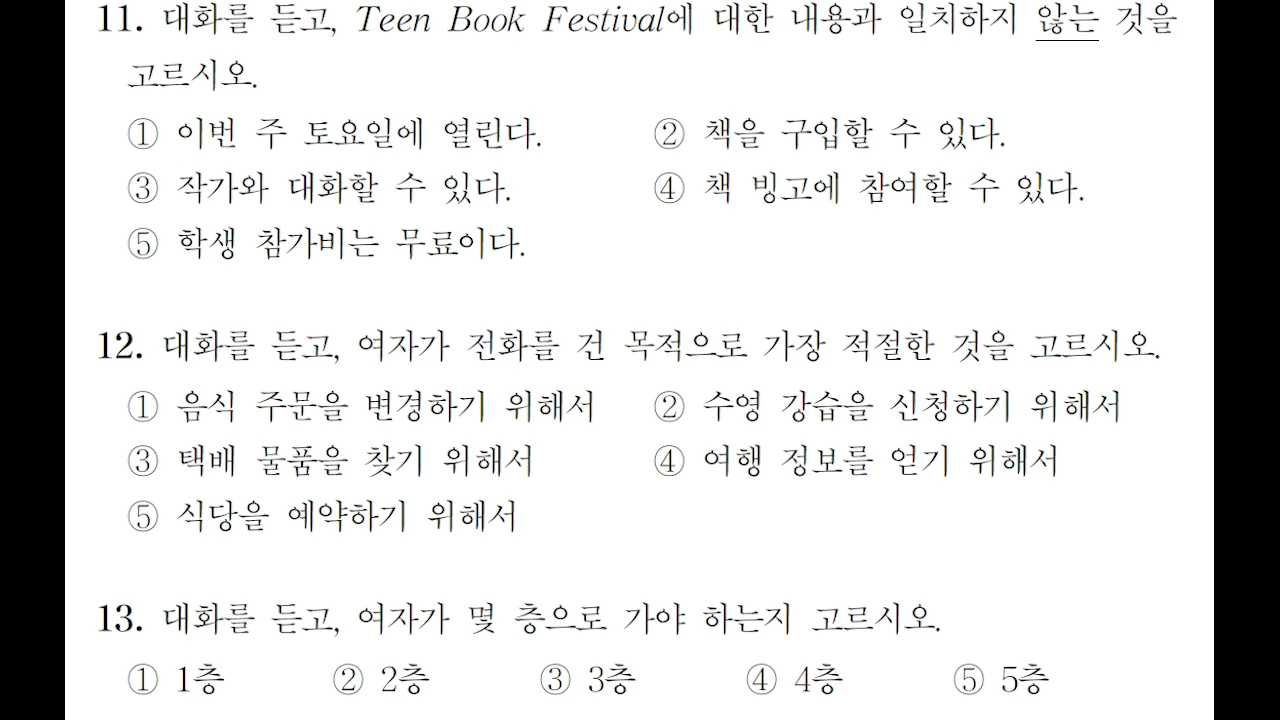 11. 대화를 듣고, Teen Book Festival에 대한 내용과 일치하지 않는 것을
고르시오.
① 이번 주 토요일에 열린다. ② 책을 구입할 수 있다.
③ 작가와 대화할 수 있다. ④ 책 빙고에 참여할 수 있다.
⑤ 학생 참가비는 무료이다.
12. 대화를 듣고, 여자가 전화를 건 목적으로 가장 적절한 것을 고르시오.
① 음식 주문을 변경하기 위해서 ② 수영 강습을 신청하기 위해서
③ 택배 물품을 찾기 위해서 ④ 여행 정보를 얻기 위해서
⑤ 식당을 예약하기 위해서
13. 대화를 듣고, 여자가 몇 층으로 가야 하는지 고르시오.
① 1층 ② 2층 ③ 3층 ④ 4층 ⑤ 5층